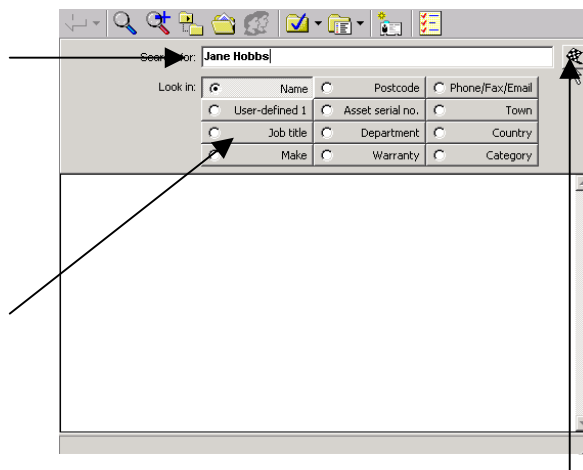 Search for: Jane Hobbs
Look in: Name Postcode Phone/Fax/Email
User-defined 1 Asset serial no. Town
Job title Department Country
Make Warranty Category